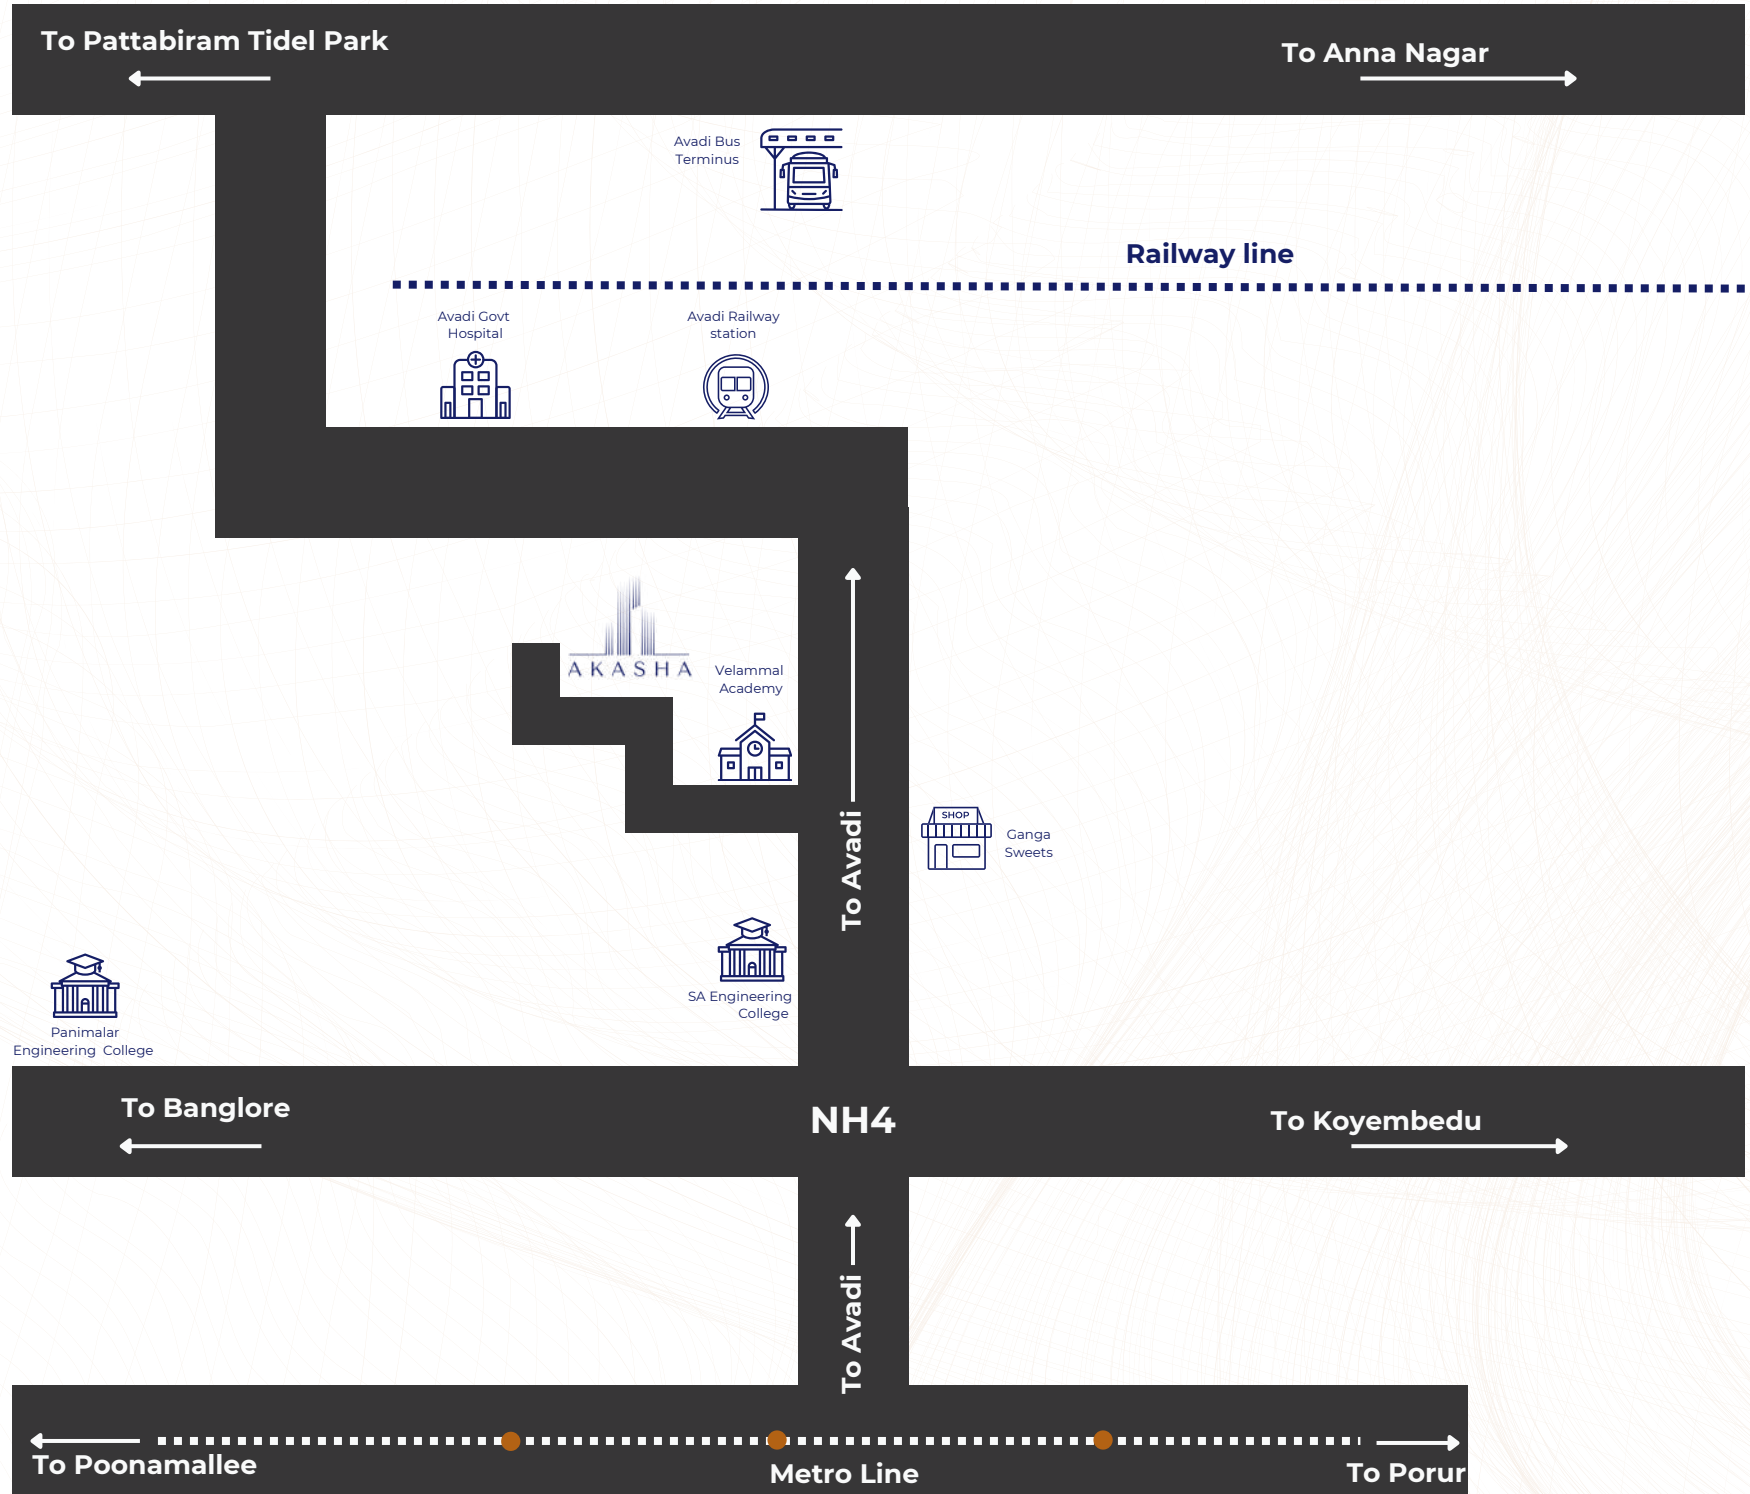 To Pattabiram Tidel Park
To Anna Nagar
Avadi Bus
Terminus
Railway line
Avadi Govt
Hospital
Avadi Railway
station
AKASHA
Velammal
Academy
To Avadi
SHOP
Ganga
Sweets
SA Engineering
College
Panimalar
Engineering College
To Banglore
NH4
To Koyembedu
To Avadi
To Poonamallee
Metro Line
To Porur